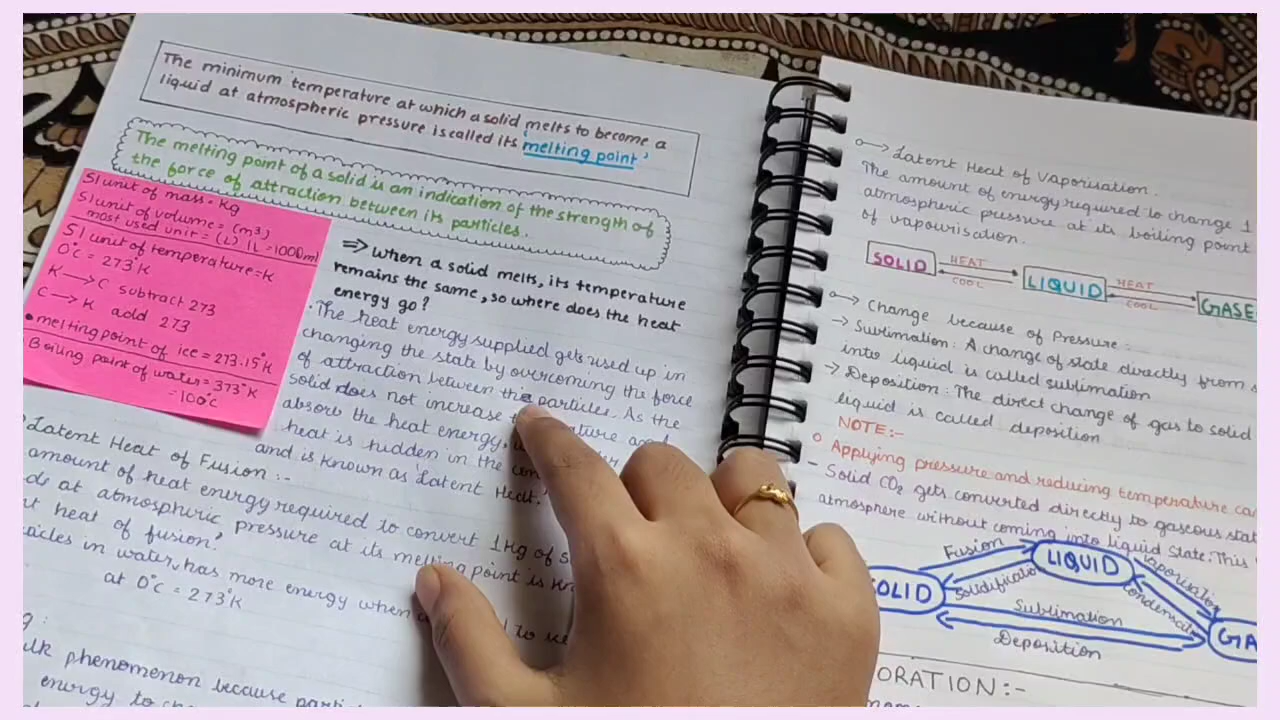 The minimum temperature at which a solid melts to become a
liquid at atmospheric pressure is called its 'melting point'
The melting point of a solid is an indication of the strength of
the force of attraction between its particles.
SI unit of mass = Kg
SI unit of volume = (m³)
most used unit = (L) 1L = 1000ml
SI unit of temperature = K
0°C = 273°K
K → C subtract 273
C → K add 273
•melting point of ice = 273.15°K
Boiling point of water = 373°K
= 100°C
⇒ When a solid melts, its temperature
remains the same, so where does the heat
energy go?
. The heat energy supplied gets used up in
changing the state by overcoming the force
of attraction between the particles. As the
solid does not increase
absorb the heat energy,
heat is hidden in the
and is known as 'Latent Heat.'
Latent Heat of Fusion :-
amount of heat energy required to convert 1Kg of
at atmospheric pressure at its melting point is
heat of fusion.'
in water, has more energy when
at 0°C = 273°K
phenomenon because
energy to
→ Latent Heat of Vaporisation.
The amount of energy required to change 1
atmospheric pressure at its boiling point
of vapourisation.
SOLID HEAT COOL LIQUID HEAT COOL
→ Change because of Pressure :
→ Sublimation : A change of state directly from
into liquid is called sublimation
→ Deposition : The direct change of gas to solid
liquid is called deposition
NOTE:-
Applying pressure and reducing temperature
- Solid CO₂ gets converted directly to gaseous
atmosphere without coming into liquid state. This
Fusion LIQUID Vaporisation
SOLID Solidification
Sublimation
Deposition